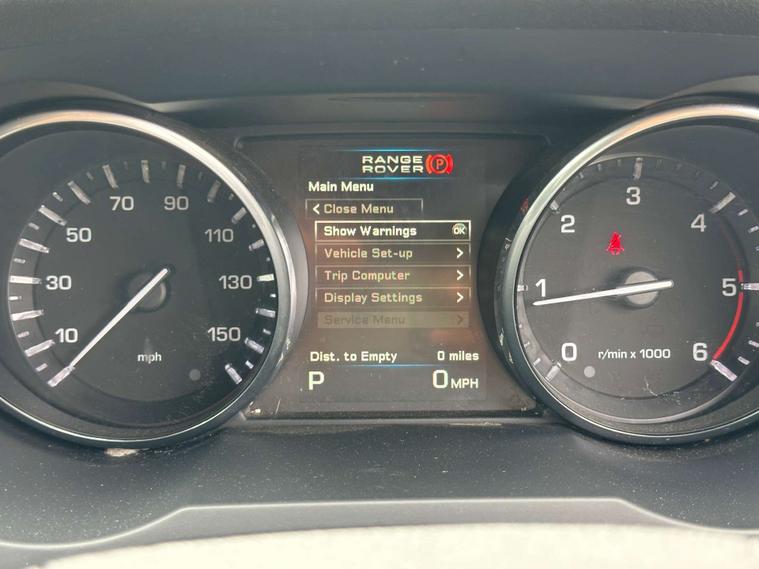 10
30
50
70
90
110
130
150
mph
RANGE
ROVER
P
Main Menu
Close Menu
Show Warnings OK
Vehicle Set-up
Trip Computer
Display Settings
Service Menu
Dist. to Empty 0 miles
P 0 MPH
0
1
2
3
4
5
6
r/min x 1000